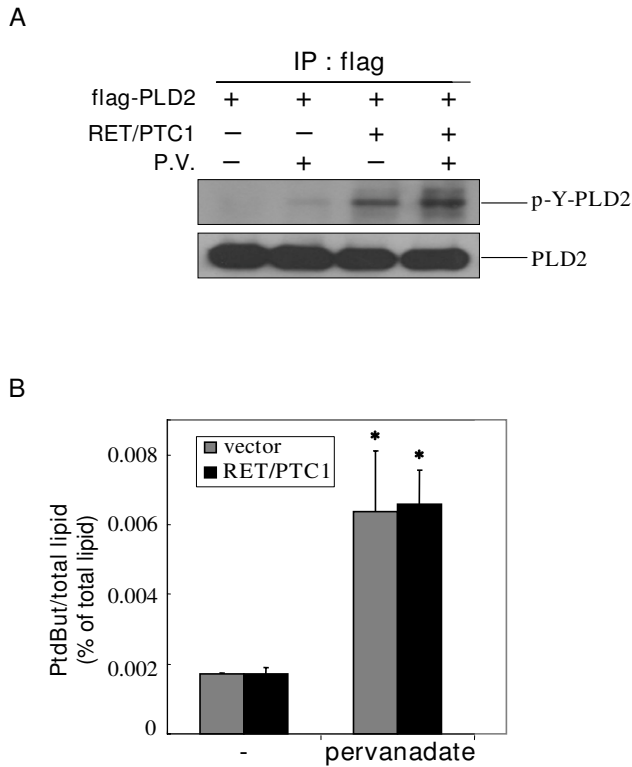 A
IP : flag
flag-PLD2 + + + +
RET/PTC1 − − + +
P.V. − + − +
p-Y-PLD2
PLD2
B
PtdBut/total lipid
(% of total lipid)
0.008
0.006
0.004
0.002
0
vector
RET/PTC1
* *
- pervanadate